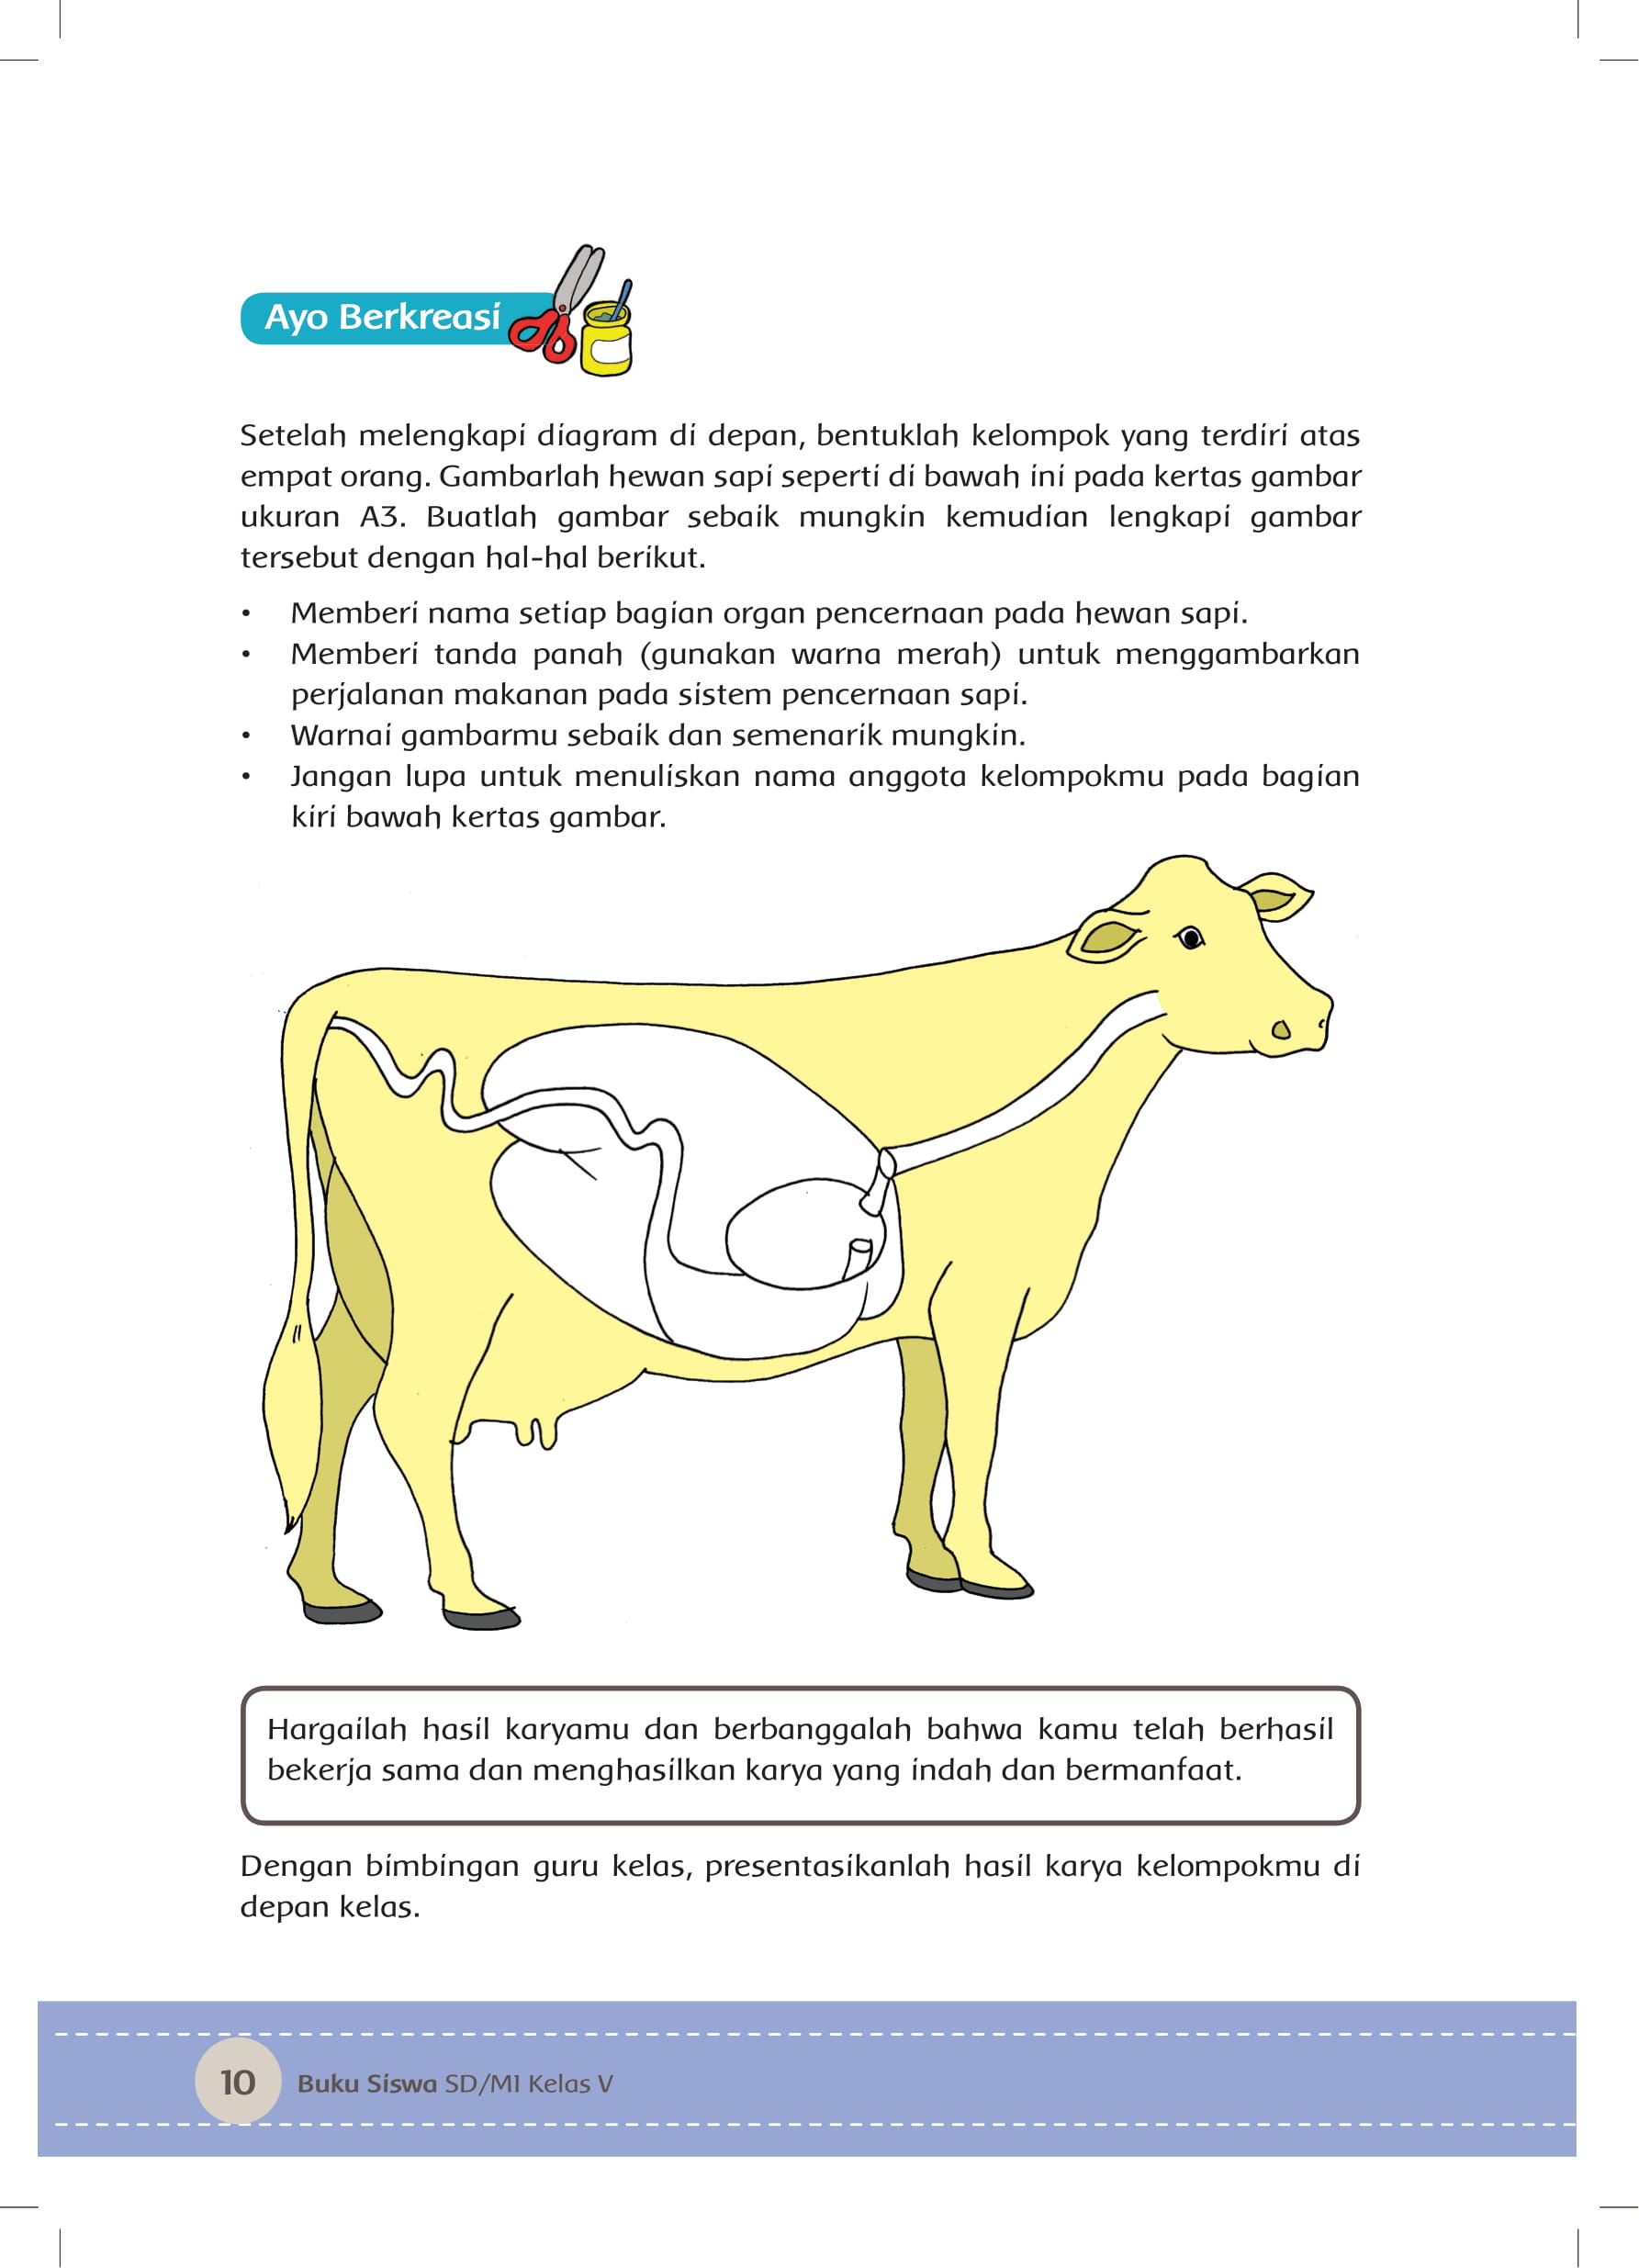 Ayo Berkreasi
Setelah melengkapi diagram di depan, bentuklah kelompok yang terdiri atas
empat orang. Gambarlah hewan sapi seperti di bawah ini pada kertas gambar
ukuran A3. Buatlah gambar sebaik mungkin kemudian lengkapi gambar
tersebut dengan hal-hal berikut.
• Memberi nama setiap bagian organ pencernaan pada hewan sapi.
• Memberi tanda panah (gunakan warna merah) untuk menggambarkan
perjalanan makanan pada sistem pencernaan sapi.
• Warnai gambarmu sebaik dan semenarik mungkin.
• Jangan lupa untuk menuliskan nama anggota kelompokmu pada bagian
kiri bawah kertas gambar.
Hargailah hasil karyamu dan berbanggalah bahwa kamu telah berhasil
bekerja sama dan menghasilkan karya yang indah dan bermanfaat.
Dengan bimbingan guru kelas, presentasikanlah hasil karya kelompokmu di
depan kelas.
10 Buku Siswa SD/MI Kelas V